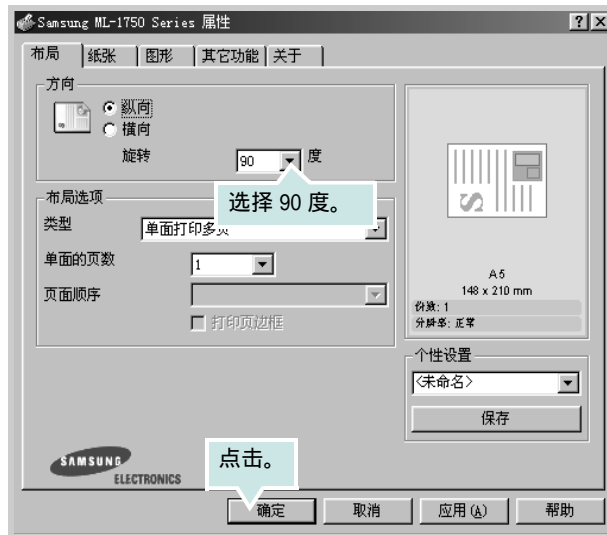 Samsung ML-1750 Series 属性
布局 纸张 图形 其它功能 关于
方向
纵向
横向
旋转 90 度
选择 90 度。
布局选项
类型 单面打印多页
单面的页数 1
页面顺序
打印页边框
S
A5
148 x 210 mm
份数: 1
分辨率: 正常
个性设置
<未命名>
保存
SAMSUNG
ELECTRONICS
点击。
确定 取消 应用(A) 帮助